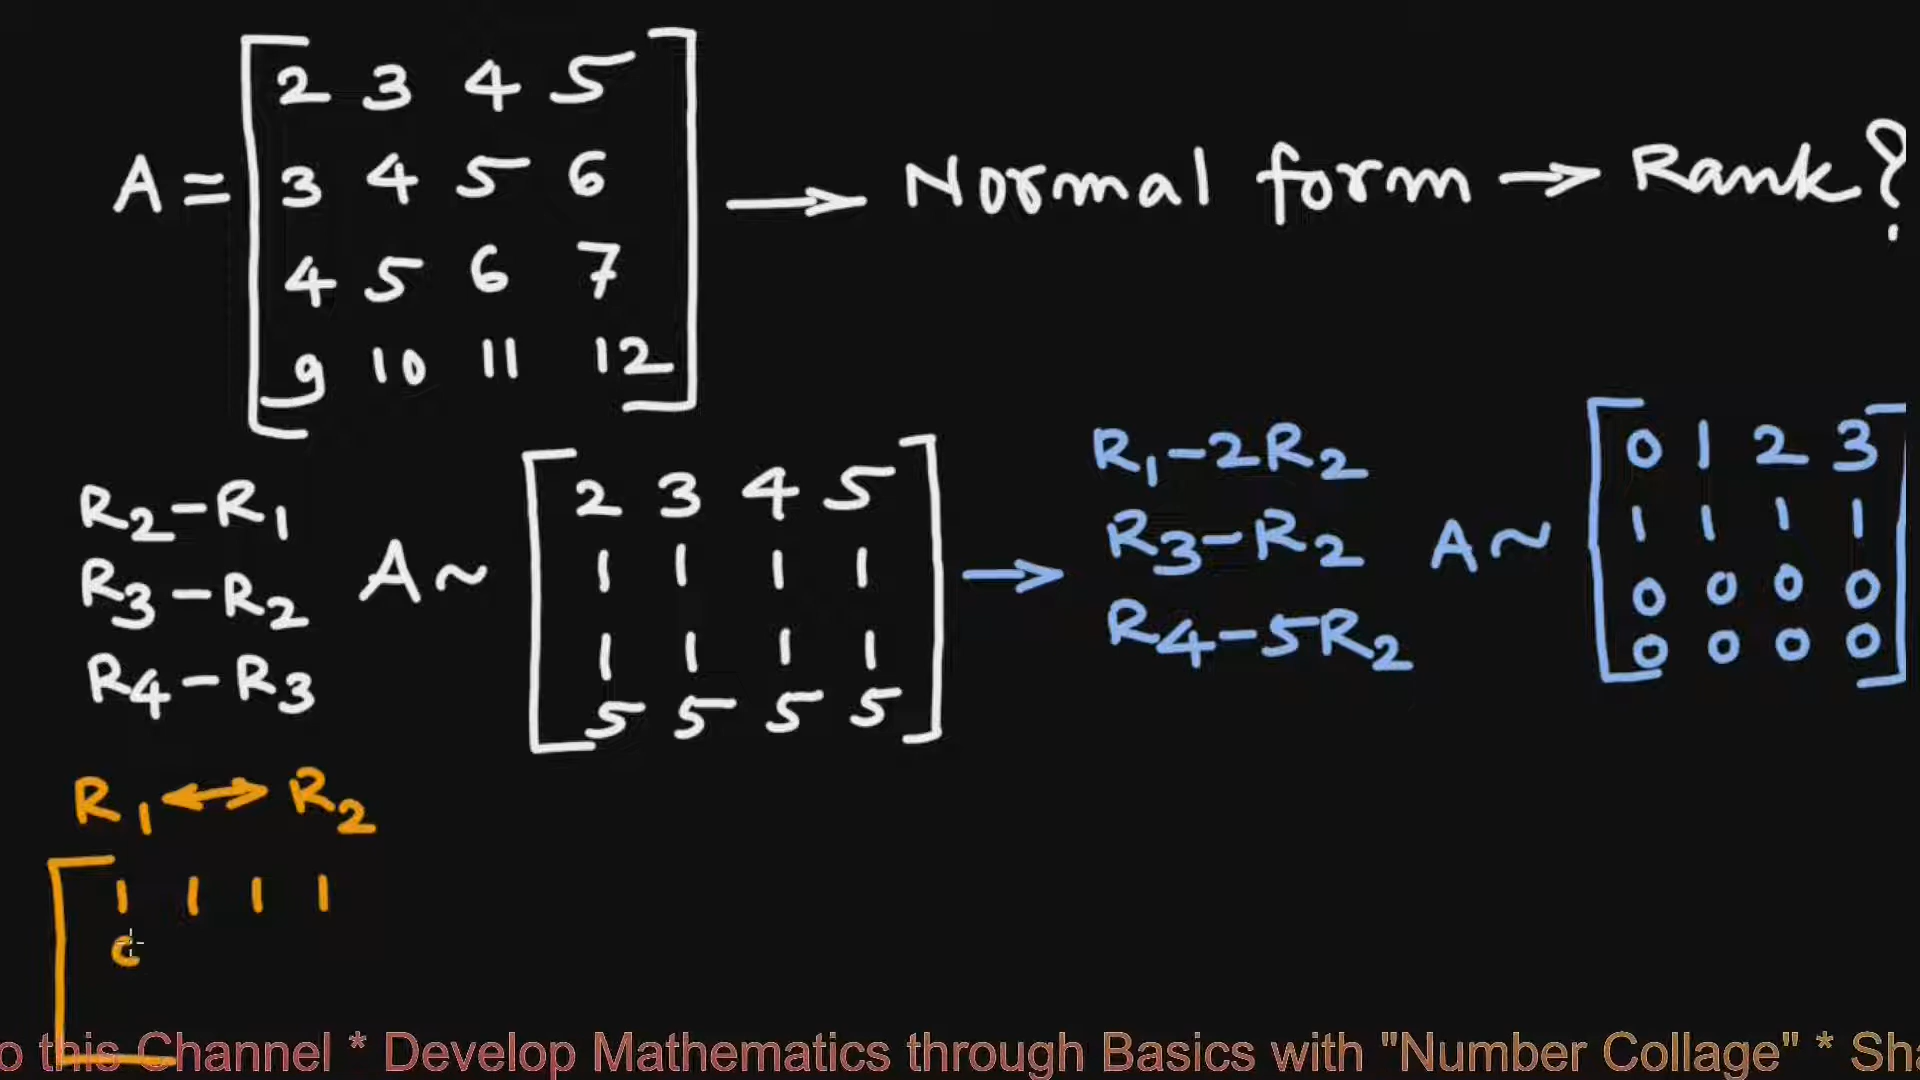 2 3 4 5
A = 3 4 5 6 → Normal form → Rank?
4 5 6 7
9 10 11 12
R₂-R₁
R₃-R₂
R₄-R₃
A~
2 3 4 5
1 1 1 1
1 1 1 1
5 5 5 5
→
R₁-2R₂
R₃-R₂
R₄-5R₂
A~
0 1 2 3
1 1 1 1
0 0 0 0
0 0 0 0
R₁ ↔ R₂
1 1 1 1
o this Channel * Develop Mathematics through Basics with "Number Collage" * Sha